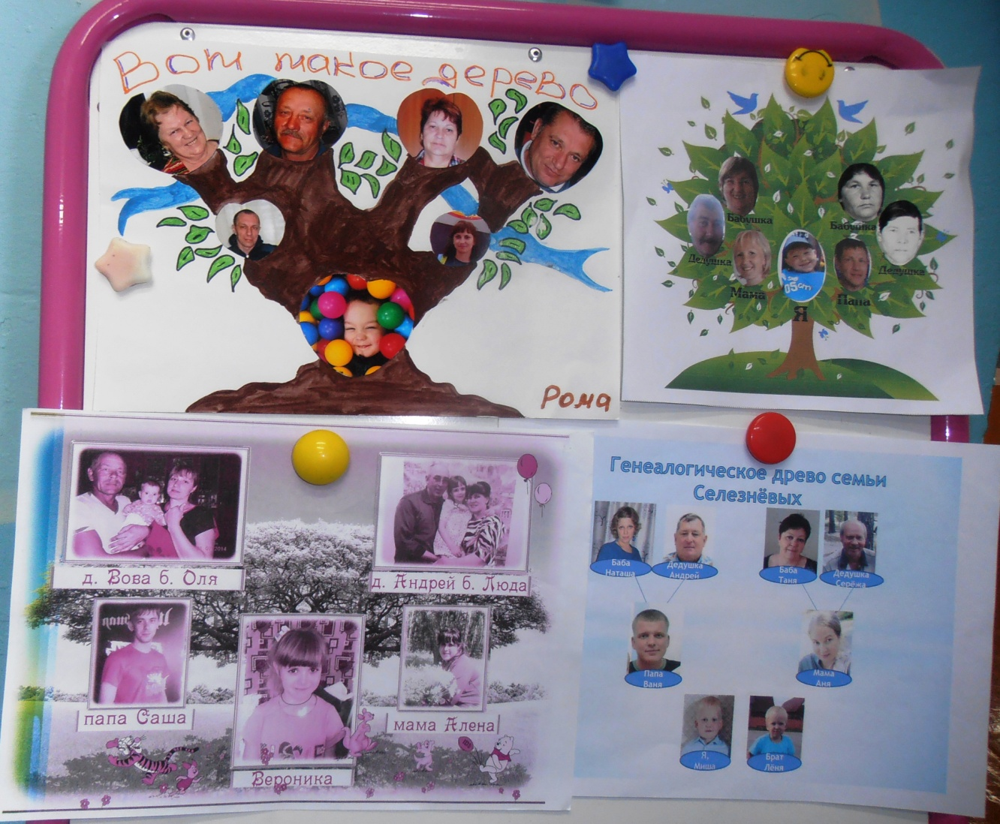 Вот такое дерево
Рома
Бабушка
Бабушка
Дедушка
Дедушка
Мама
Папа
Я
05cm
2014
д. Вова б. Оля
д. Андрей б. Люда
папа Саша
мама Алена
Вероника
Генеалогическое древо семьи
Селезнёвых
Баба
Наташа
Дедушка
Андрей
Баба
Таня
Дедушка
Серёжа
Папа
Ваня
Мама
Аня
Я,
Миша
Брат
Лёня